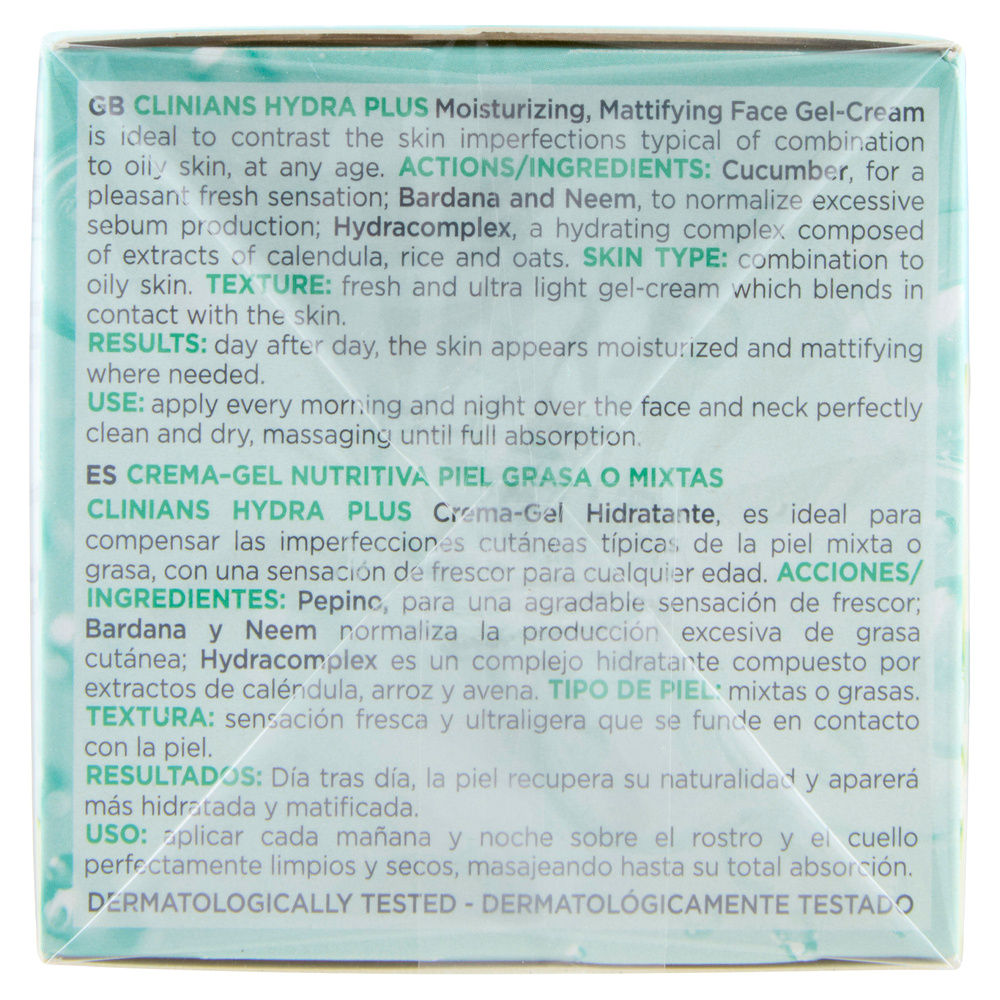 GB CLINIANS HYDRA PLUS Moisturizing, Mattifying Face Gel-Cream
is ideal to contrast the skin imperfections typical of combination
to oily skin, at any age. ACTIONS/INGREDIENTS: Cucumber, for a
pleasant fresh sensation; Bardana and Neem, to normalize excessive
sebum production; Hydracomplex, a hydrating complex composed
of extracts of calendula, rice and oats. SKIN TYPE: combination to
oily skin. TEXTURE: fresh and ultra light gel-cream which blends in
contact with the skin.
RESULTS: day after day, the skin appears moisturized and mattifying
where needed.
USE: apply every morning and night over the face and neck perfectly
clean and dry, massaging until full absorption.
ES CREMA-GEL NUTRITIVA PIEL GRASA O MIXTAS
CLINIANS HYDRA PLUS Crema-Gel Hidratante, es ideal para
compensar las imperfecciones cutáneas típicas de la piel mixta o
grasa, con una sensación de frescor para cualquier edad. ACCIONES/
INGREDIENTES: Pepino, para una agradable sensación de frescor;
Bardana y Neem normaliza la producción excesiva de grasa
cutánea; Hydracomplex es un complejo hidratante compuesto por
extractos de caléndula, arroz y avena. TIPO DE PIEL: mixtas o grasas.
TEXTURA: sensación fresca y ultraligera que se funde en contacto
con la piel.
RESULTADOS: Día tras día, la piel recupera su naturalidad y aparerá
más hidratada y matificada.
USO: aplicar cada mañana y noche sobre el rostro y el cuello
perfectamente limpios y secos, masajeando hasta su total absorción.
DERMATOLOGICALLY TESTED - DERMATOLÓGICAMENTE TESTADO